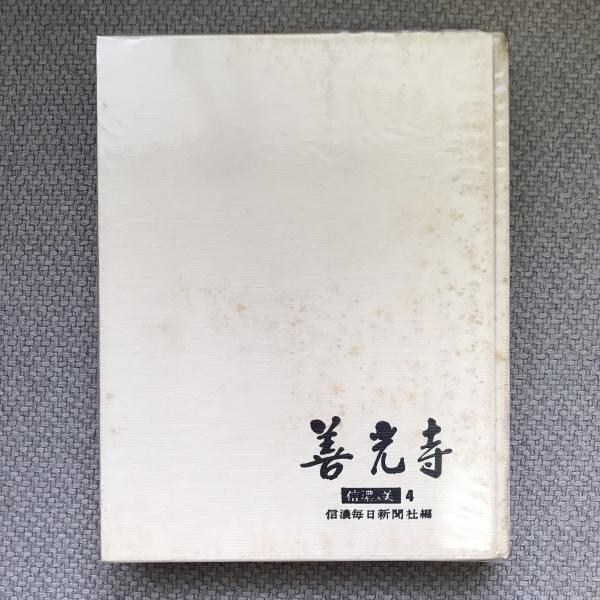 善光寺
信濃の美 4
信濃毎日新聞社編